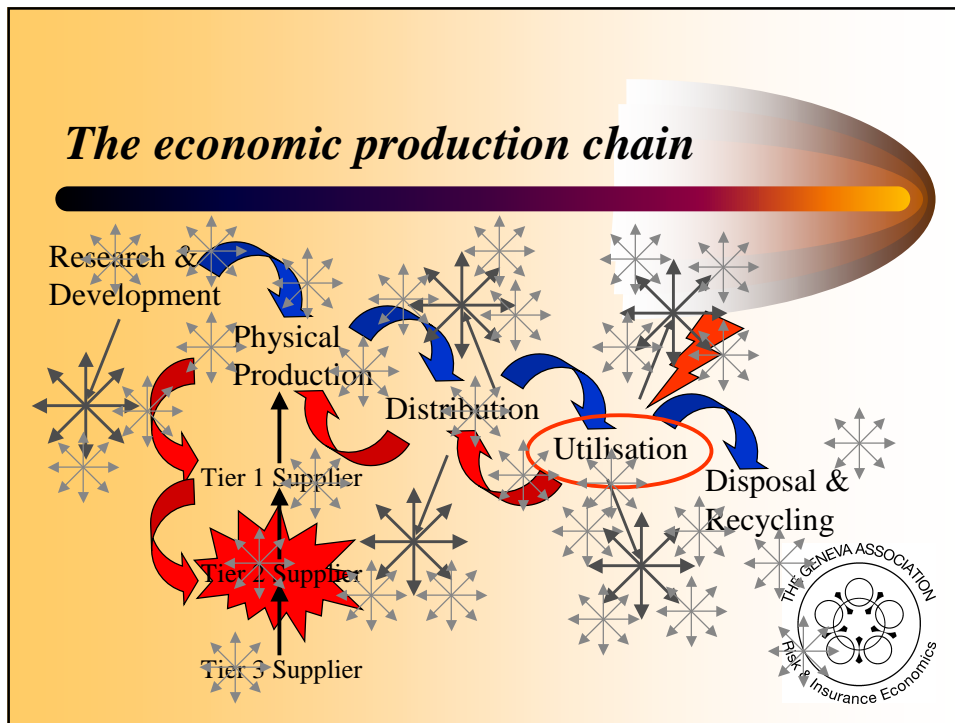 The economic production chain
Research &
Development
Physical
Production
Distribution
Utilisation
Tier 1 Supplier
Disposal &
Recycling
Tier 2 Supplier
Tier 3 Supplier
THE GENEVA ASSOCIATION
Risk & Insurance Economics